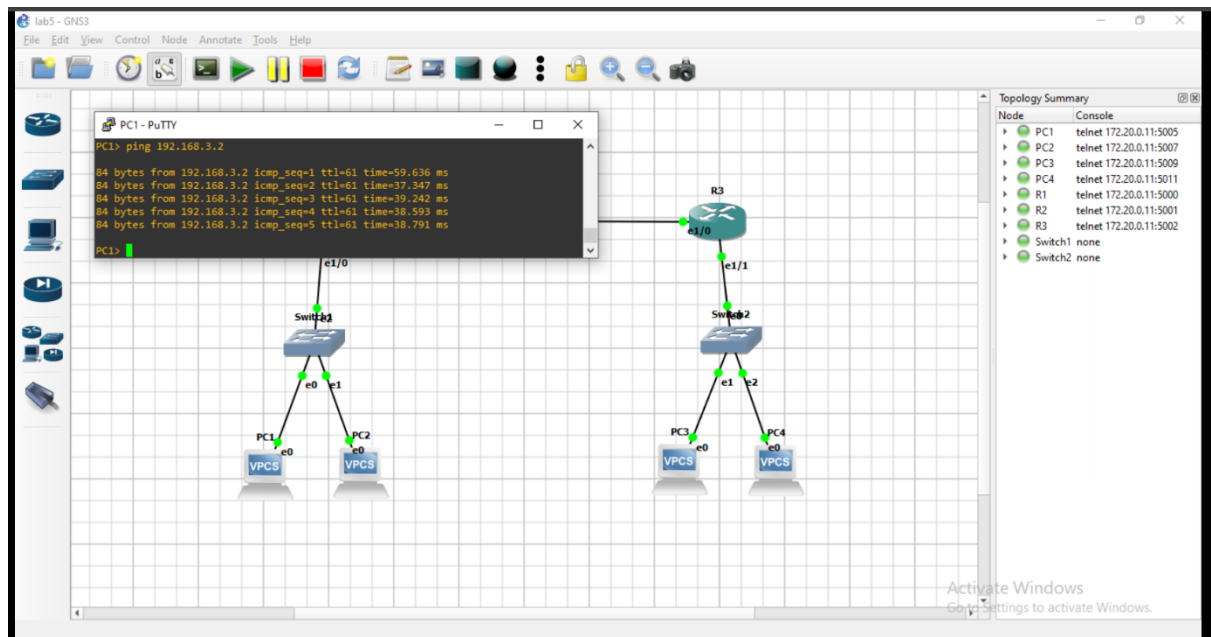 lab5 - GNS3
File Edit View Control Node Annotate Tools Help
PC1 - PuTTY
PC1> ping 192.168.3.2
84 bytes from 192.168.3.2 icmp_seq=1 ttl=61 time=59.636 ms
84 bytes from 192.168.3.2 icmp_seq=2 ttl=61 time=37.347 ms
84 bytes from 192.168.3.2 icmp_seq=3 ttl=61 time=39.242 ms
84 bytes from 192.168.3.2 icmp_seq=4 ttl=61 time=38.593 ms
84 bytes from 192.168.3.2 icmp_seq=5 ttl=61 time=38.791 ms
PC1>
R3
e1/0
e1/0
e1/1
Switch1
e2
Switch2
e0
e0 e1
e1 e2
PC1
PC2
e0
e0
VPCS
VPCS
PC3
PC4
e0
e0
VPCS
VPCS
Topology Summary
Node Console
PC1 telnet 172.20.0.11:5005
PC2 telnet 172.20.0.11:5007
PC3 telnet 172.20.0.11:5009
PC4 telnet 172.20.0.11:5011
R1 telnet 172.20.0.11:5000
R2 telnet 172.20.0.11:5001
R3 telnet 172.20.0.11:5002
Switch1 none
Switch2 none
Activate Windows
Go to Settings to activate Windows.